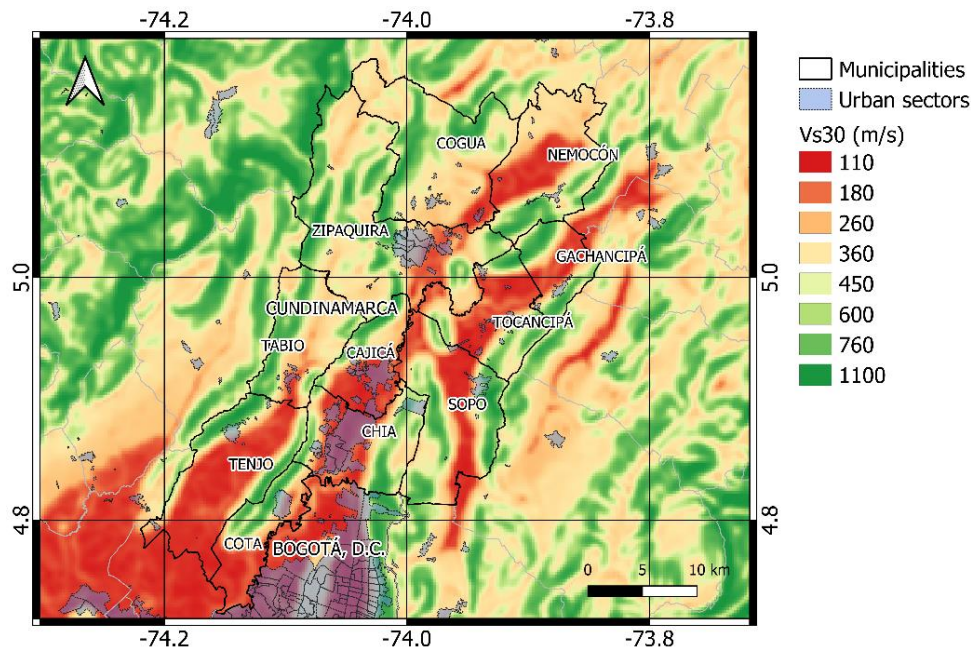 -74.2 -74.0 -73.8
Municipalities
Urban sectors
Vs30 (m/s)
110
180
260
360
450
600
760
1100
COGUA
NEMOCÓN
ZIPAQUIRA
GACHANCIPÁ
5.0 5.0
CUNDINAMARCA
TOCANCIPÁ
TABIO
CAJICÁ
SOPO
CHIA
TENJO
4.8 4.8
COTA
BOGOTÁ, D.C.
0 5 10 km
-74.2 -74.0 -73.8